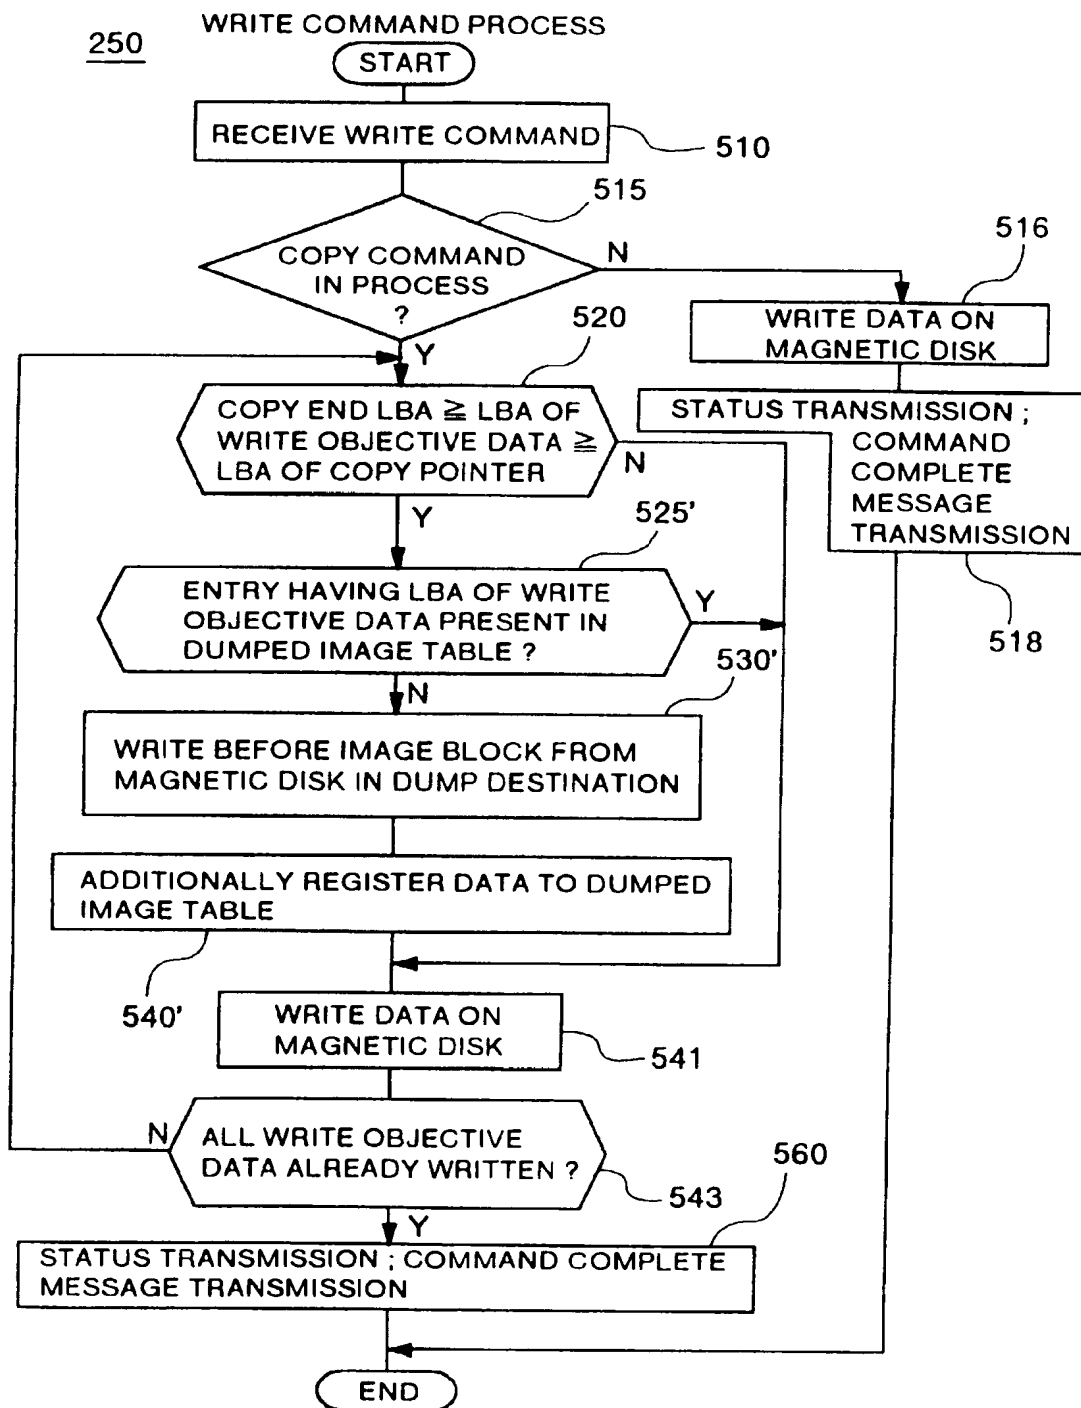 WRITE COMMAND PROCESS
250
START
RECEIVE WRITE COMMAND
510
515
COPY COMMAND
IN PROCESS
?
N
516
WRITE DATA ON
MAGNETIC DISK
Y
520
COPY END LBA ≧ LBA OF
WRITE OBJECTIVE DATA ≧
LBA OF COPY POINTER
N
STATUS TRANSMISSION ;
COMMAND
COMPLETE
MESSAGE
TRANSMISSION
518
Y
525'
ENTRY HAVING LBA OF WRITE
OBJECTIVE DATA PRESENT IN
DUMPED IMAGE TABLE ?
Y
N
530'
WRITE BEFORE IMAGE BLOCK FROM
MAGNETIC DISK IN DUMP DESTINATION
ADDITIONALLY REGISTER DATA TO DUMPED
IMAGE TABLE
540'
WRITE DATA ON
MAGNETIC DISK
541
N
ALL WRITE OBJECTIVE
DATA ALREADY WRITTEN ?
543
560
Y
STATUS TRANSMISSION ; COMMAND COMPLETE
MESSAGE TRANSMISSION
END